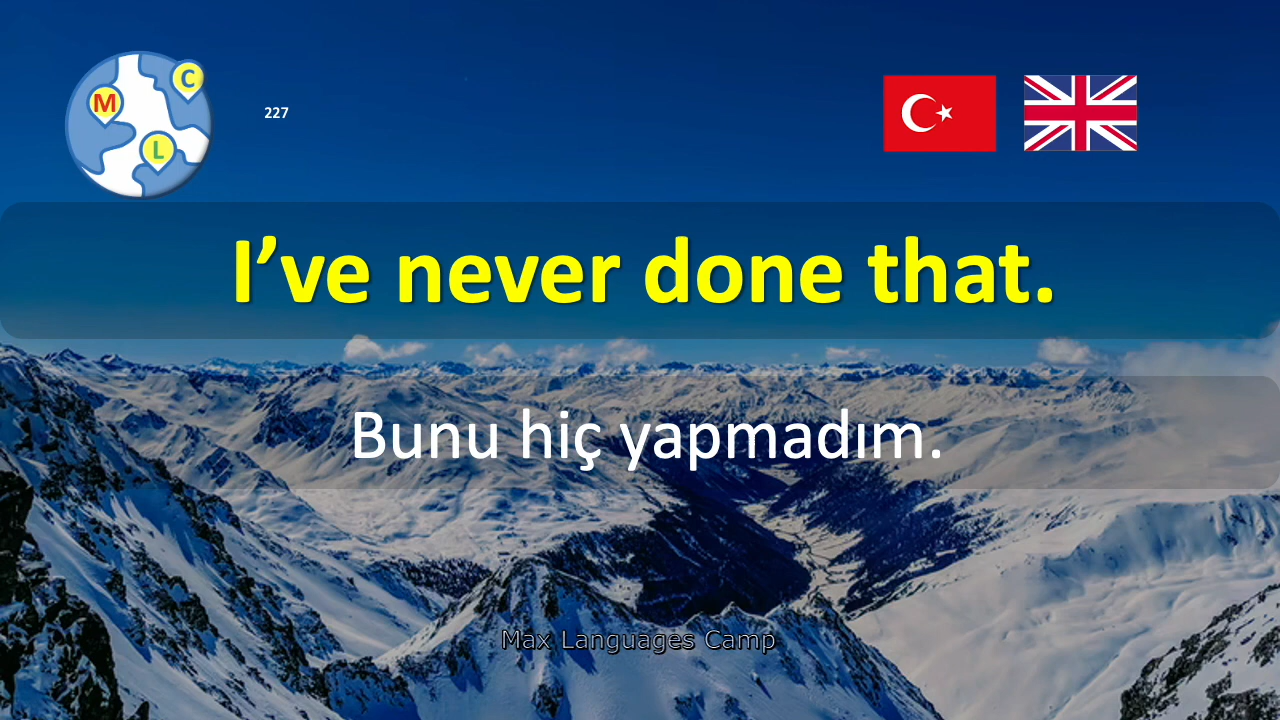 C
M
L
227
I’ve never done that.
Bunu hiç yapmadım.
Max Languages Camp